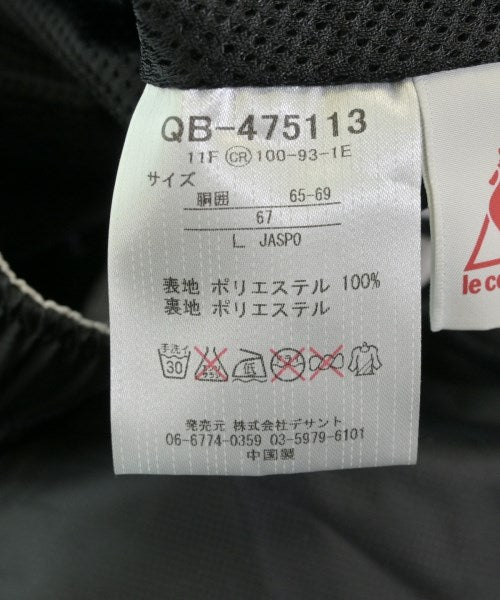 QB-475113
11F CR 100-93-1E
サイズ
胴囲 65-69
67
L JASPO
表地 ポリエステル 100%
裏地 ポリエステル
手洗イ
30
低
発売元 株式会社デサント
06-6774-0359 03-5979-6101
中国製
le co